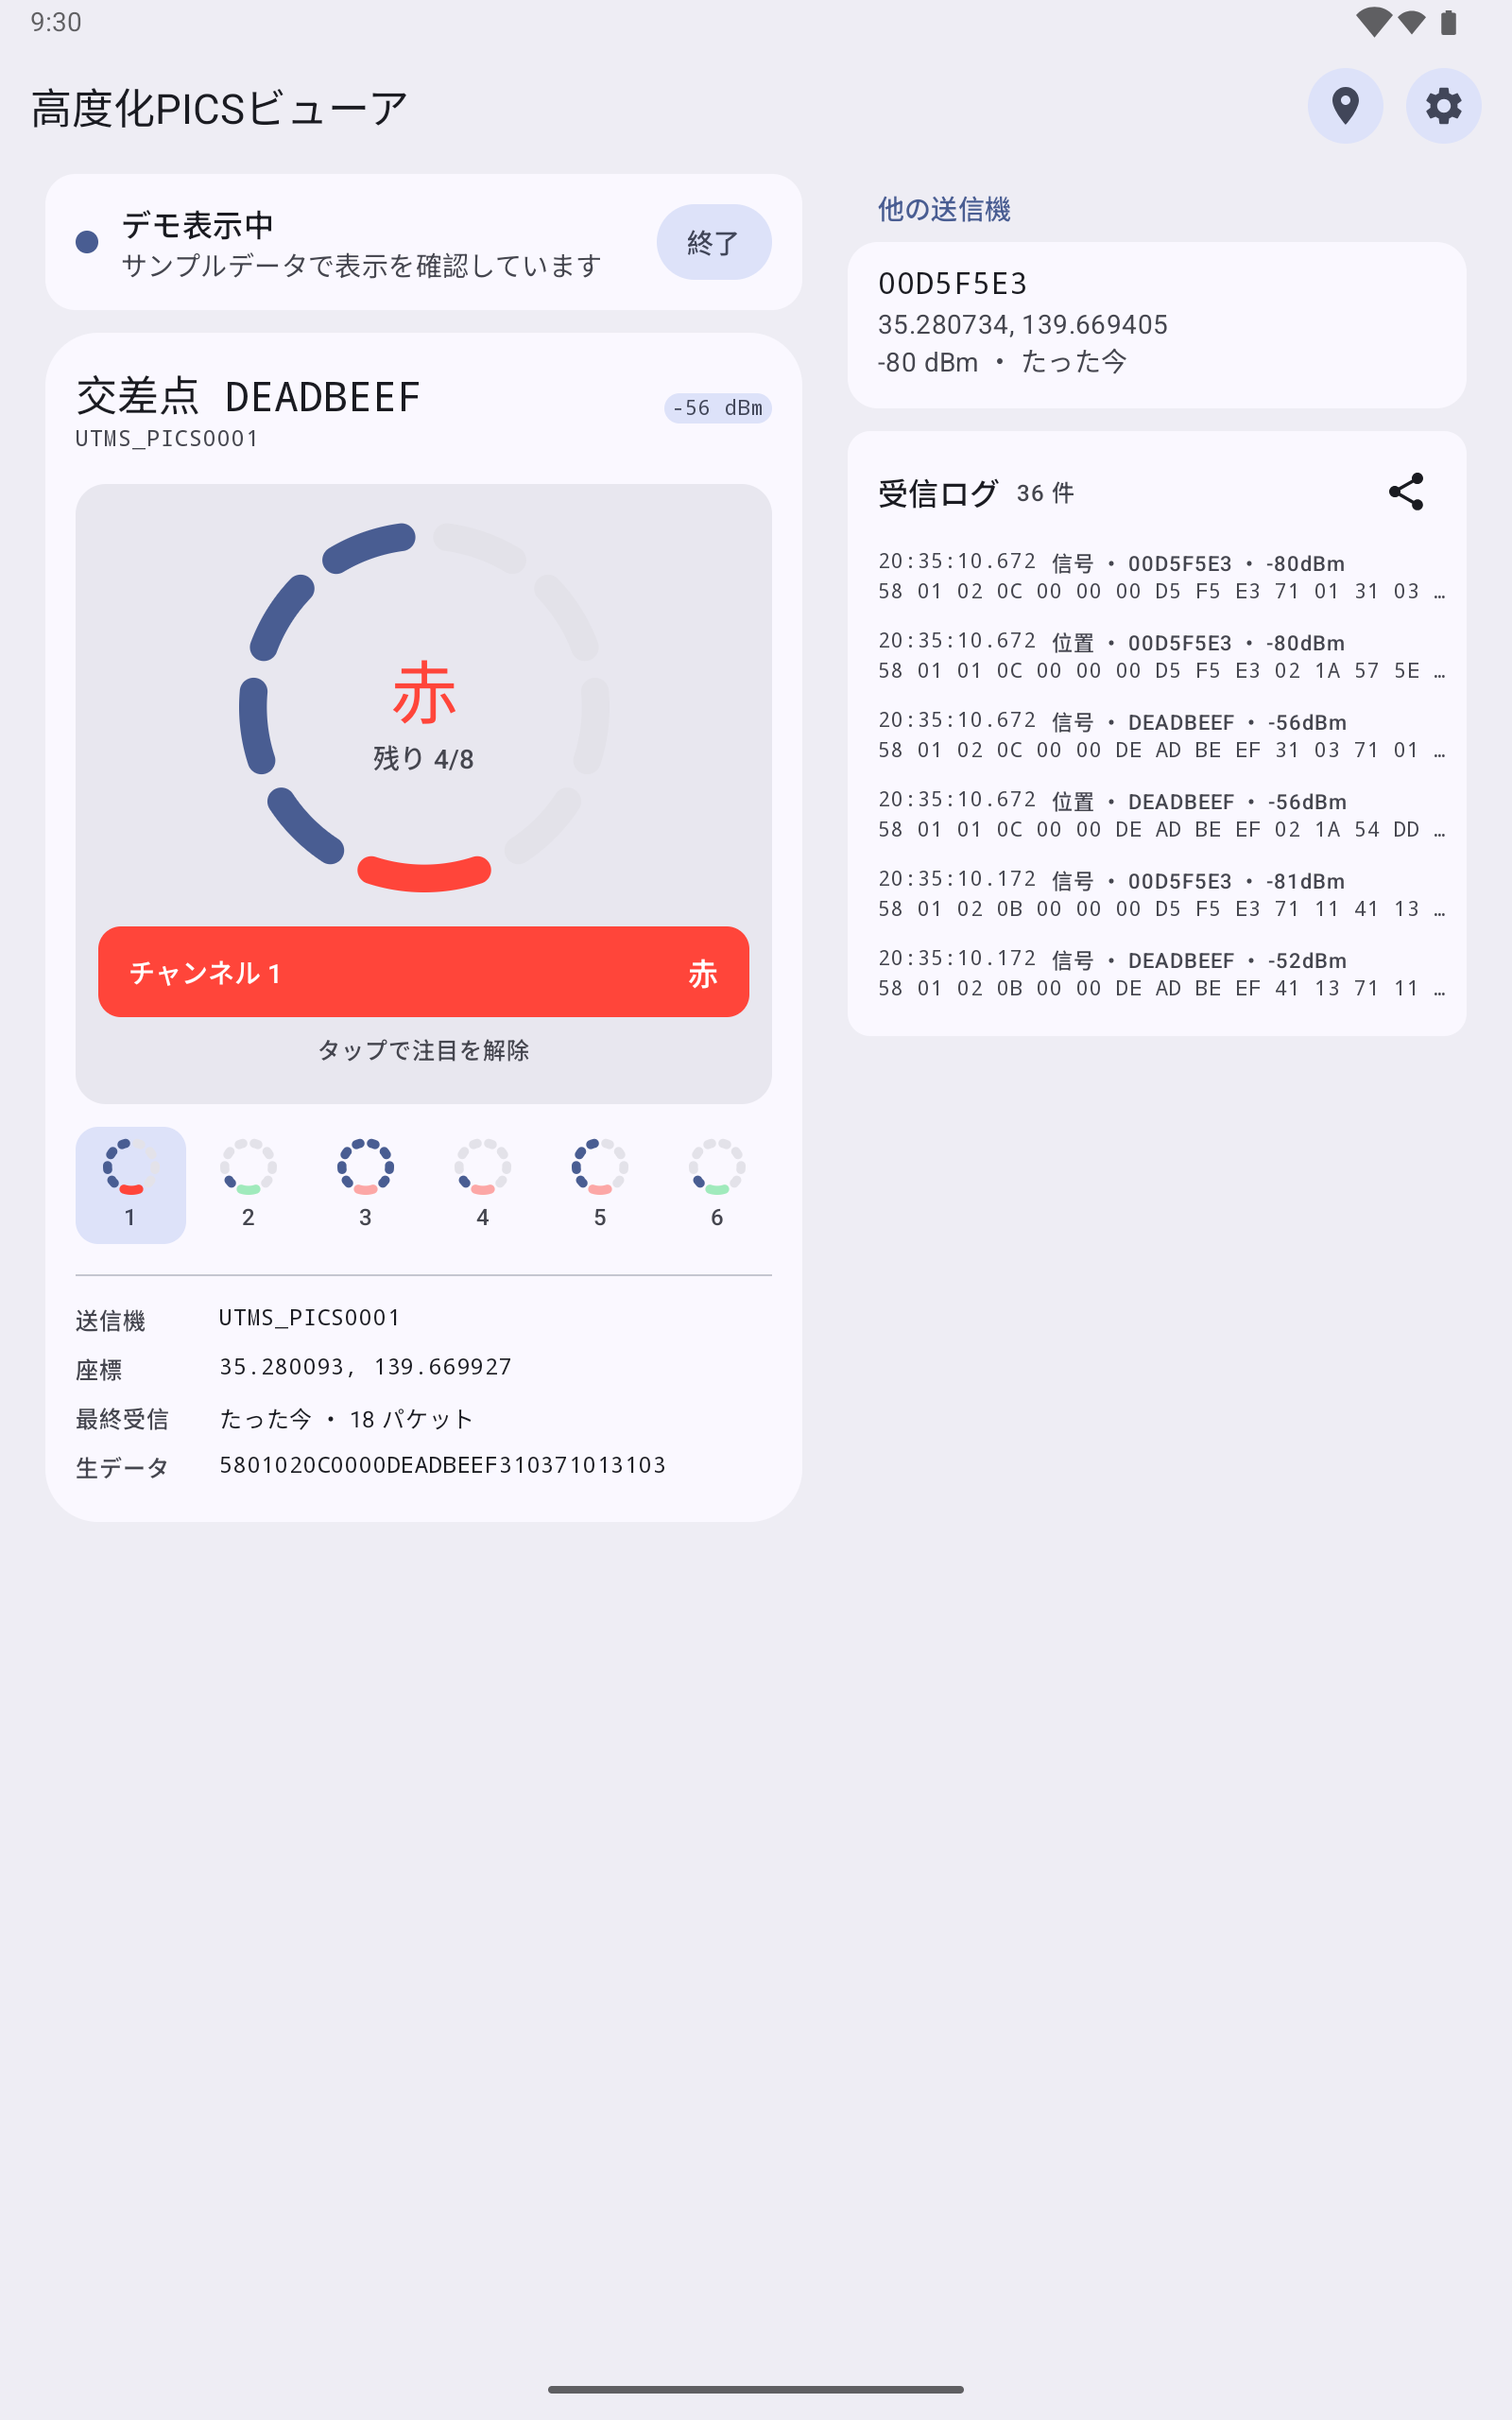 9:30
高度化PICSビューア
デモ表示中
サンプルデータで表示を確認しています
終了
交差点 DEADBEEF
UTMS_PICS0001
-56 dBm
赤
残り 4/8
チャンネル 1
赤
タップで注目を解除
1
2
3
4
5
6
送信機
UTMS_PICS0001
座標
35.280093, 139.669927
最終受信
たった今 ・ 18 パケット
生データ
5801020C0000DEADBEEF310371013103
他の送信機
00D5F5E3
35.280734, 139.669405
-80 dBm ・ たった今
受信ログ 36 件
20:35:10.672 信号 ・ 00D5F5E3 ・ -80dBm
58 01 02 0C 00 00 00 D5 F5 E3 71 01 31 03 …
20:35:10.672 位置 ・ 00D5F5E3 ・ -80dBm
58 01 01 0C 00 00 00 D5 F5 E3 02 1A 57 5E …
20:35:10.672 信号 ・ DEADBEEF ・ -56dBm
58 01 02 0C 00 00 DE AD BE EF 31 03 71 01 …
20:35:10.672 位置 ・ DEADBEEF ・ -56dBm
58 01 01 0C 00 00 DE AD BE EF 02 1A 54 DD …
20:35:10.172 信号 ・ 00D5F5E3 ・ -81dBm
58 01 02 0B 00 00 00 D5 F5 E3 71 11 41 13 …
20:35:10.172 信号 ・ DEADBEEF ・ -52dBm
58 01 02 0B 00 00 DE AD BE EF 41 13 71 11 …